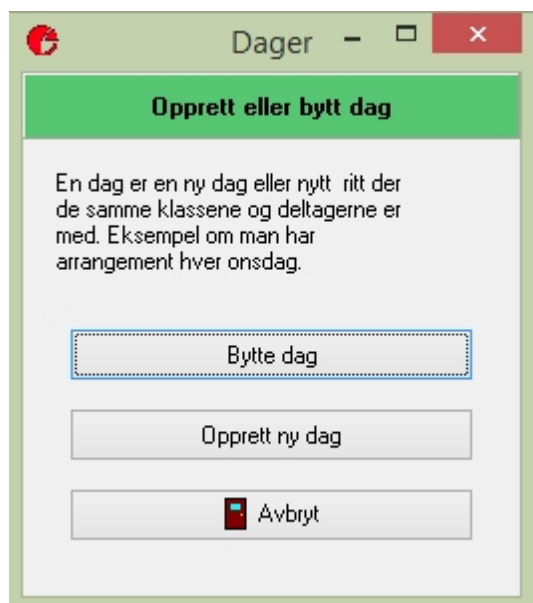 Dager
Opprett eller bytt dag
En dag er en ny dag eller nytt  ritt der
de samme klassene og deltagerne er
med. Eksempel om man har
arrangement hver onsdag.
Bytte dag
Opprett ny dag
Avbryt